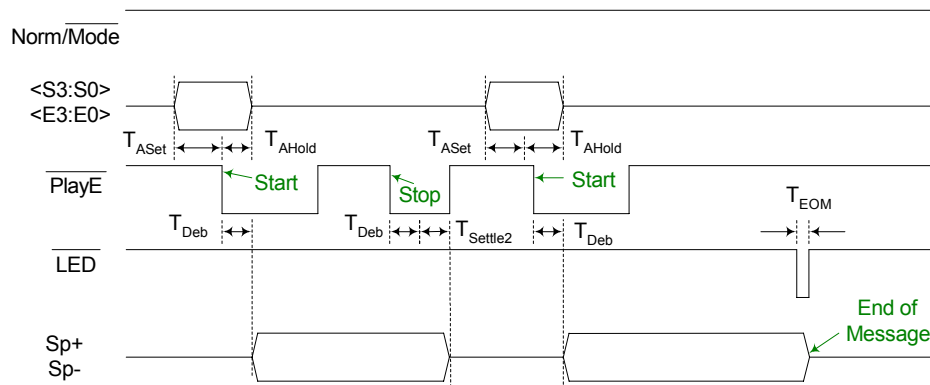 Norm/Mode
<S3:S0>
<E3:E0>
TASet
TAHold
TASet
TAHold
PlayE
Start
Stop
Start
TEOM
TDeb
TDeb
TSettle2
TDeb
LED
End of
Message
Sp+
Sp-